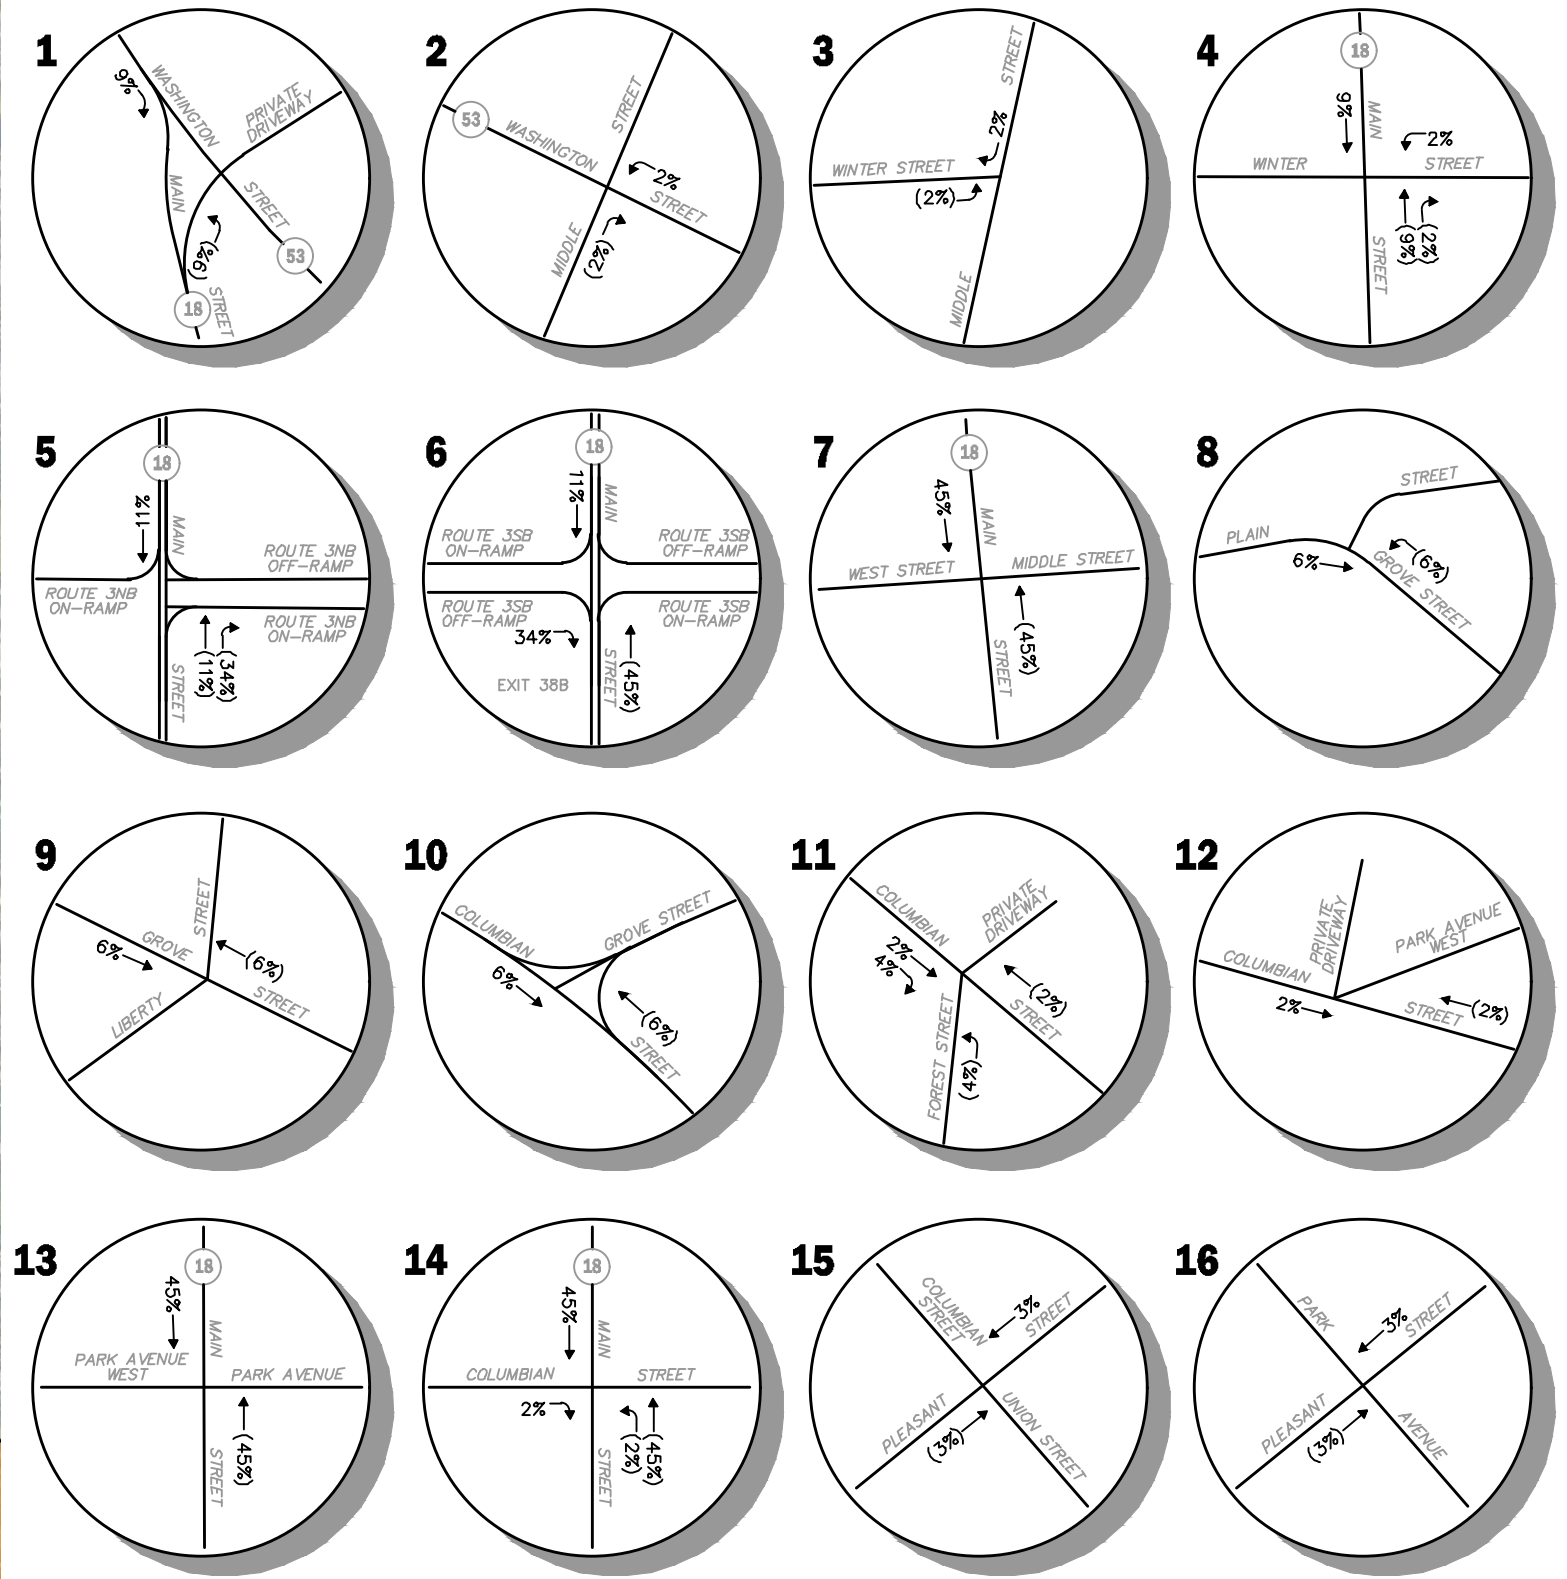 1
9%
WASHINGTON
PRIVATE
DRIVEWAY
MAIN
STREET
53
(9%)
18
STREET
2
53
WASHINGTON
STREET
2%
STREET
MIDDLE
(2%)
3
STREET
2%
WINTER STREET
(2%)
MIDDLE
4
18
9%
MAIN
2%
WINTER
STREET
(9%)
(2%)
STREET
5
18
11%
MAIN
ROUTE 3NB
OFF-RAMP
ROUTE 3NB
ON-RAMP
ROUTE 3NB
ON-RAMP
STREET
(11%)
(34%)
6
18
11%
MAIN
ROUTE 3SB
ON-RAMP
ROUTE 3SB
OFF-RAMP
ROUTE 3SB
OFF-RAMP
ROUTE 3SB
ON-RAMP
34%
STREET
(45%)
EXIT 38B
7
18
45%
MAIN
WEST STREET
MIDDLE STREET
STREET
(45%)
8
STREET
PLAIN
6%
(6%)
GROVE STREET
9
STREET
6%
GROVE
(6%)
STREET
LIBERTY
10
COLUMBIAN
GROVE STREET
6%
(6%)
STREET
11
COLUMBIAN
PRIVATE
DRIVEWAY
2%
4%
(2%)
STREET
FOREST STREET
(4%)
12
PRIVATE
DRIVEWAY
PARK AVENUE
WEST
COLUMBIAN
2%
STREET
(2%)
13
18
45%
MAIN
PARK AVENUE
WEST
PARK AVENUE
STREET
(45%)
14
18
45%
MAIN
COLUMBIAN
STREET
2%
STREET
(2%)
(45%)
15
COLUMBIAN
STREET
3%
STREET
PLEASANT
(3%)
UNION STREET
16
PARK
3%
STREET
PLEASANT
(3%)
AVENUE